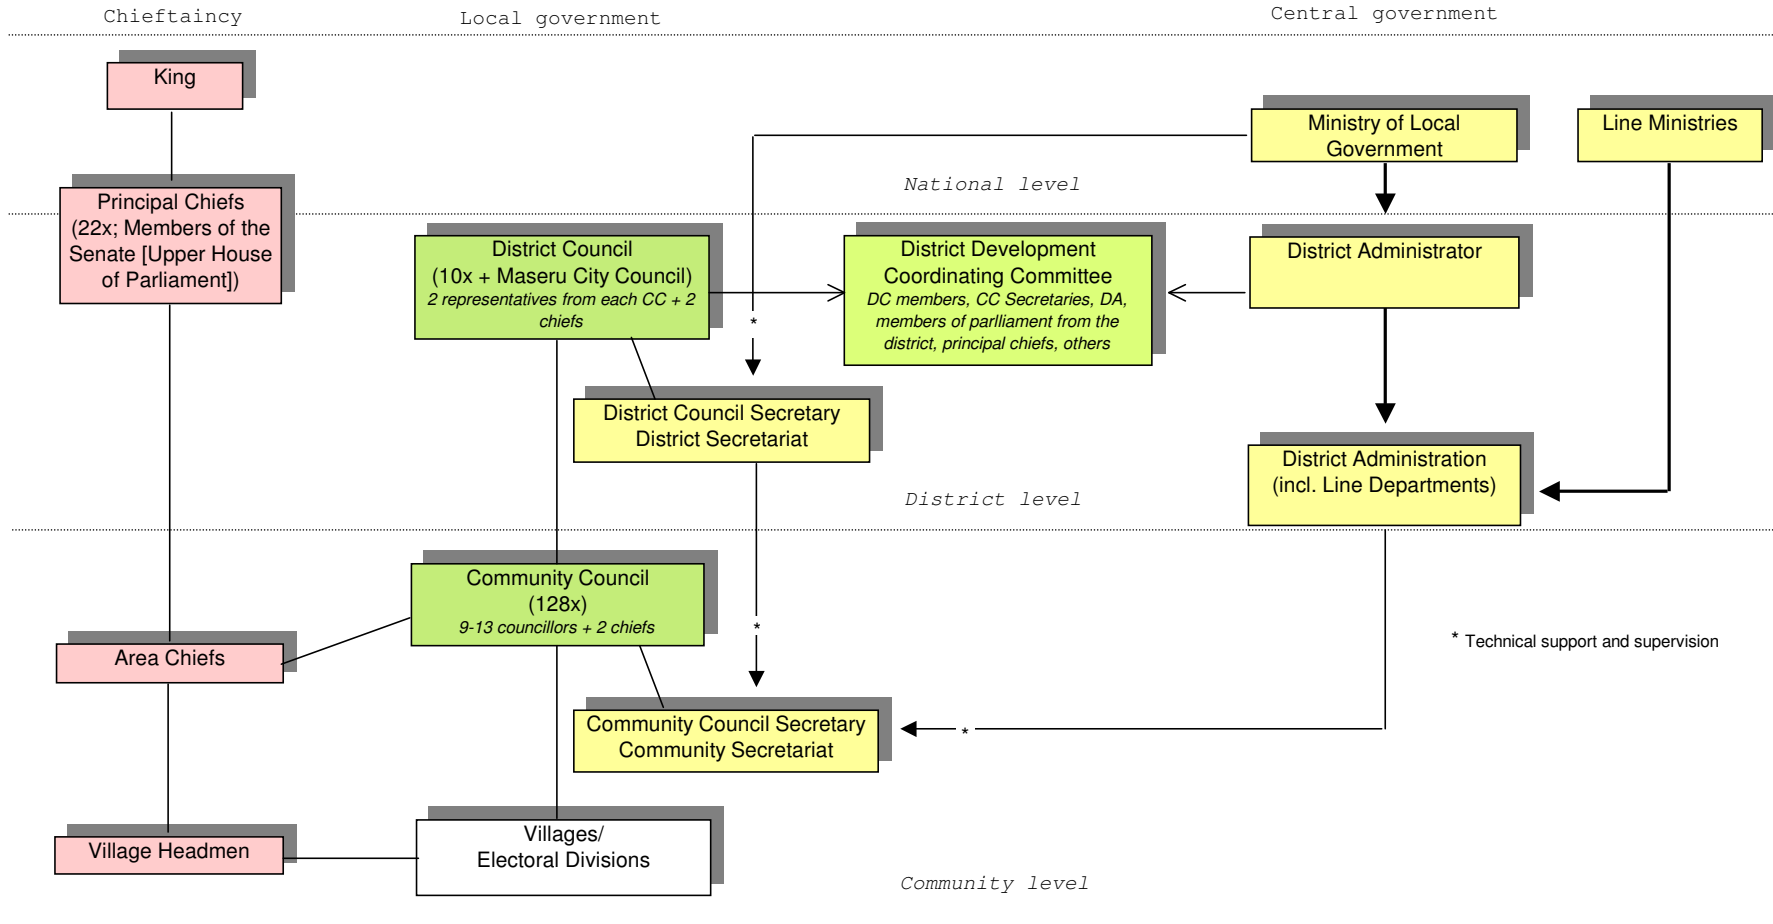 Chieftaincy
Local government
Central government
King
Ministry of Local
Government
Line Ministries
National level
Principal Chiefs
(22x; Members of the
Senate [Upper House
of Parliament])
District Council
(10x + Maseru City Council)
2 representatives from each CC + 2
chiefs
District Development
Coordinating Committee
DC members, CC Secretaries, DA,
members of parlliament from the
district, principal chiefs, others
District Administrator
*
District Council Secretary
District Secretariat
District Administration
(incl. Line Departments)
District level
Community Council
(128x)
9-13 councillors + 2 chiefs
*
* Technical support and supervision
Area Chiefs
Community Council Secretary
Community Secretariat
*
Villages/
Electoral Divisions
Village Headmen
Community level